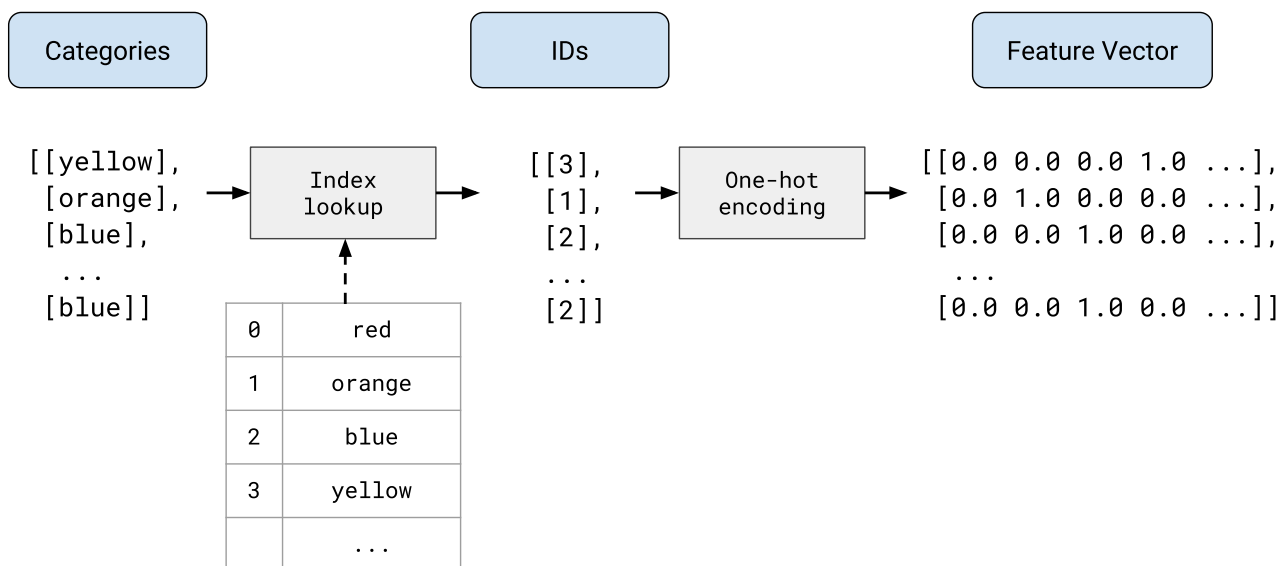 Categories
IDs
Feature Vector
[[yellow],
[orange],
[blue],
...
[blue]]
Index
lookup
[[3],
[1],
[2],
...
[2]]
One-hot
encoding
[[0.0 0.0 0.0 1.0 ...],
[0.0 1.0 0.0 0.0 ...],
[0.0 0.0 1.0 0.0 ...],
...
[0.0 0.0 1.0 0.0 ...]]
0 red
1 orange
2 blue
3 yellow
...